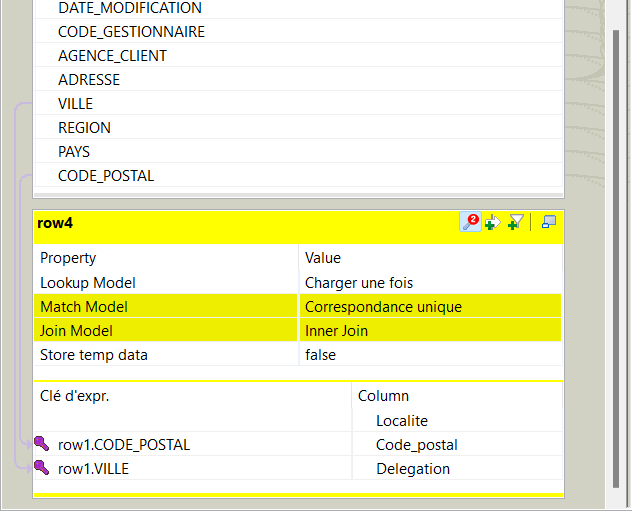 DATE_MODIFICATION
CODE_GESTIONNAIRE
AGENCE_CLIENT
ADRESSE
VILLE
REGION
PAYS
CODE_POSTAL
row4
2
Property Value
Lookup Model Charger une fois
Match Model Correspondance unique
Join Model Inner Join
Store temp data false
Clé d'expr. Column
Localite
row1.CODE_POSTAL Code_postal
row1.VILLE Delegation